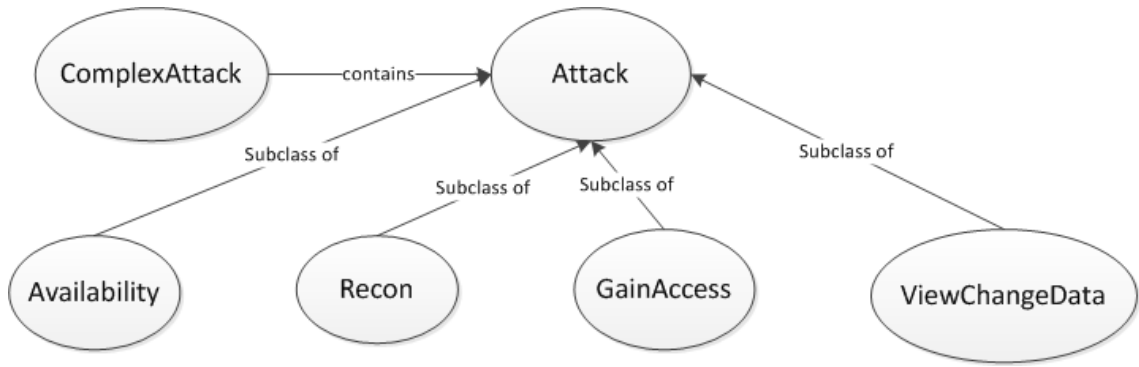 ComplexAttack
contains
Attack
Subclass of
Subclass of
Subclass of
Subclass of
Availability
Recon
GainAccess
ViewChangeData